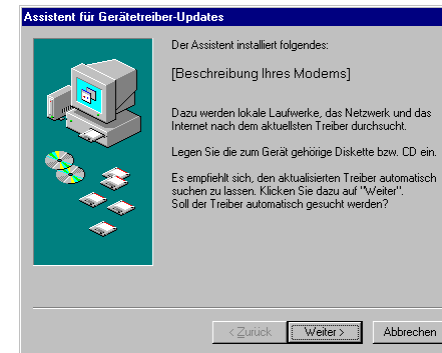 Assistent für Gerätetreiber-Updates
Der Assistent installiert folgendes:
[Beschreibung Ihres Modems]
Dazu werden lokale Laufwerke, das Netzwerk und das
Internet nach dem aktuellsten Treiber durchsucht.
Legen Sie die zum Gerät gehörige Diskette bzw. CD ein.
Es empfiehlt sich, den aktualisierten Treiber automatisch
suchen zu lassen. Klicken Sie dazu auf "Weiter".
Soll der Treiber automatisch gesucht werden?
< Zurück
Weiter >
Abbrechen